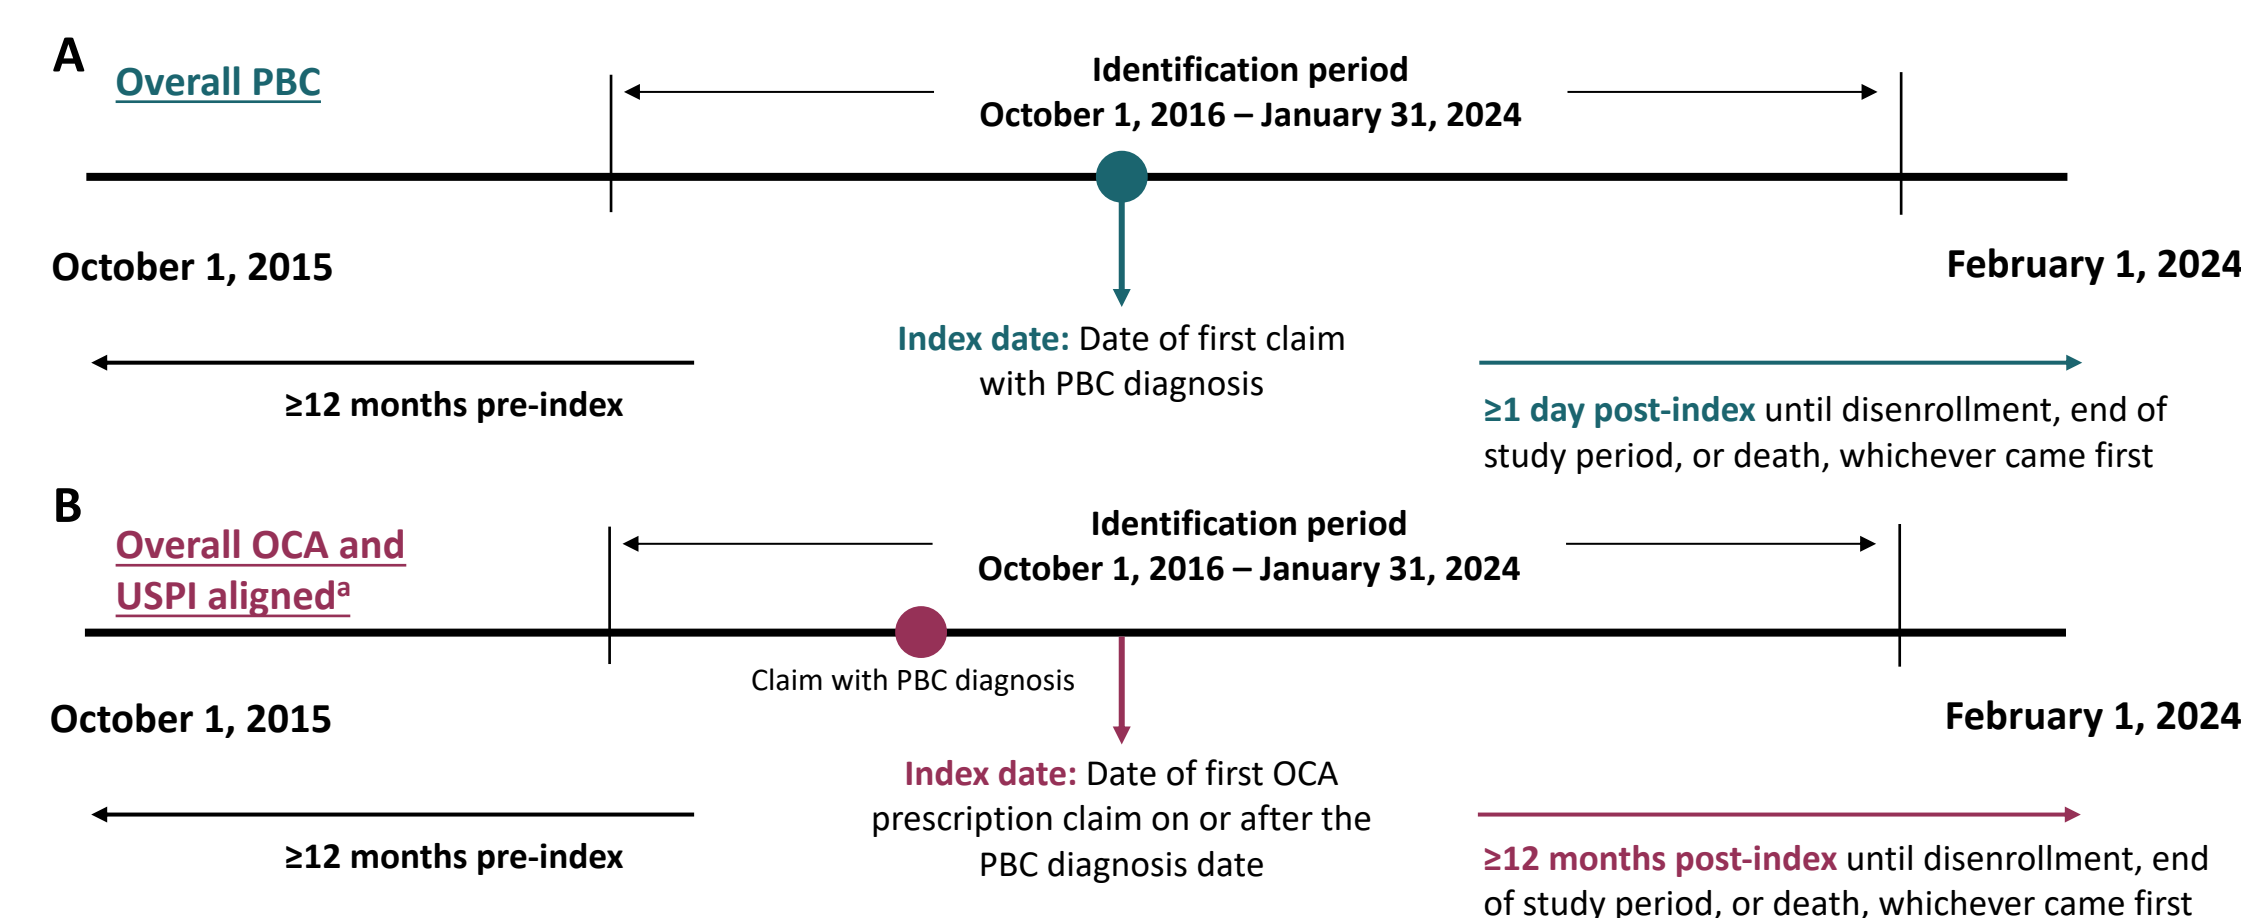 A
Overall PBC
Identification period
October 1, 2016 – January 31, 2024
October 1, 2015
February 1, 2024
Index date: Date of first claim
with PBC diagnosis
≥12 months pre-index
≥1 day post-index until disenrollment, end of
study period, or death, whichever came first
B
Overall OCA and
USPI alignedᵃ
Identification period
October 1, 2016 – January 31, 2024
Claim with PBC diagnosis
October 1, 2015
February 1, 2024
Index date: Date of first OCA
prescription claim on or after the
PBC diagnosis date
≥12 months pre-index
≥12 months post-index until disenrollment, end
of study period, or death, whichever came first